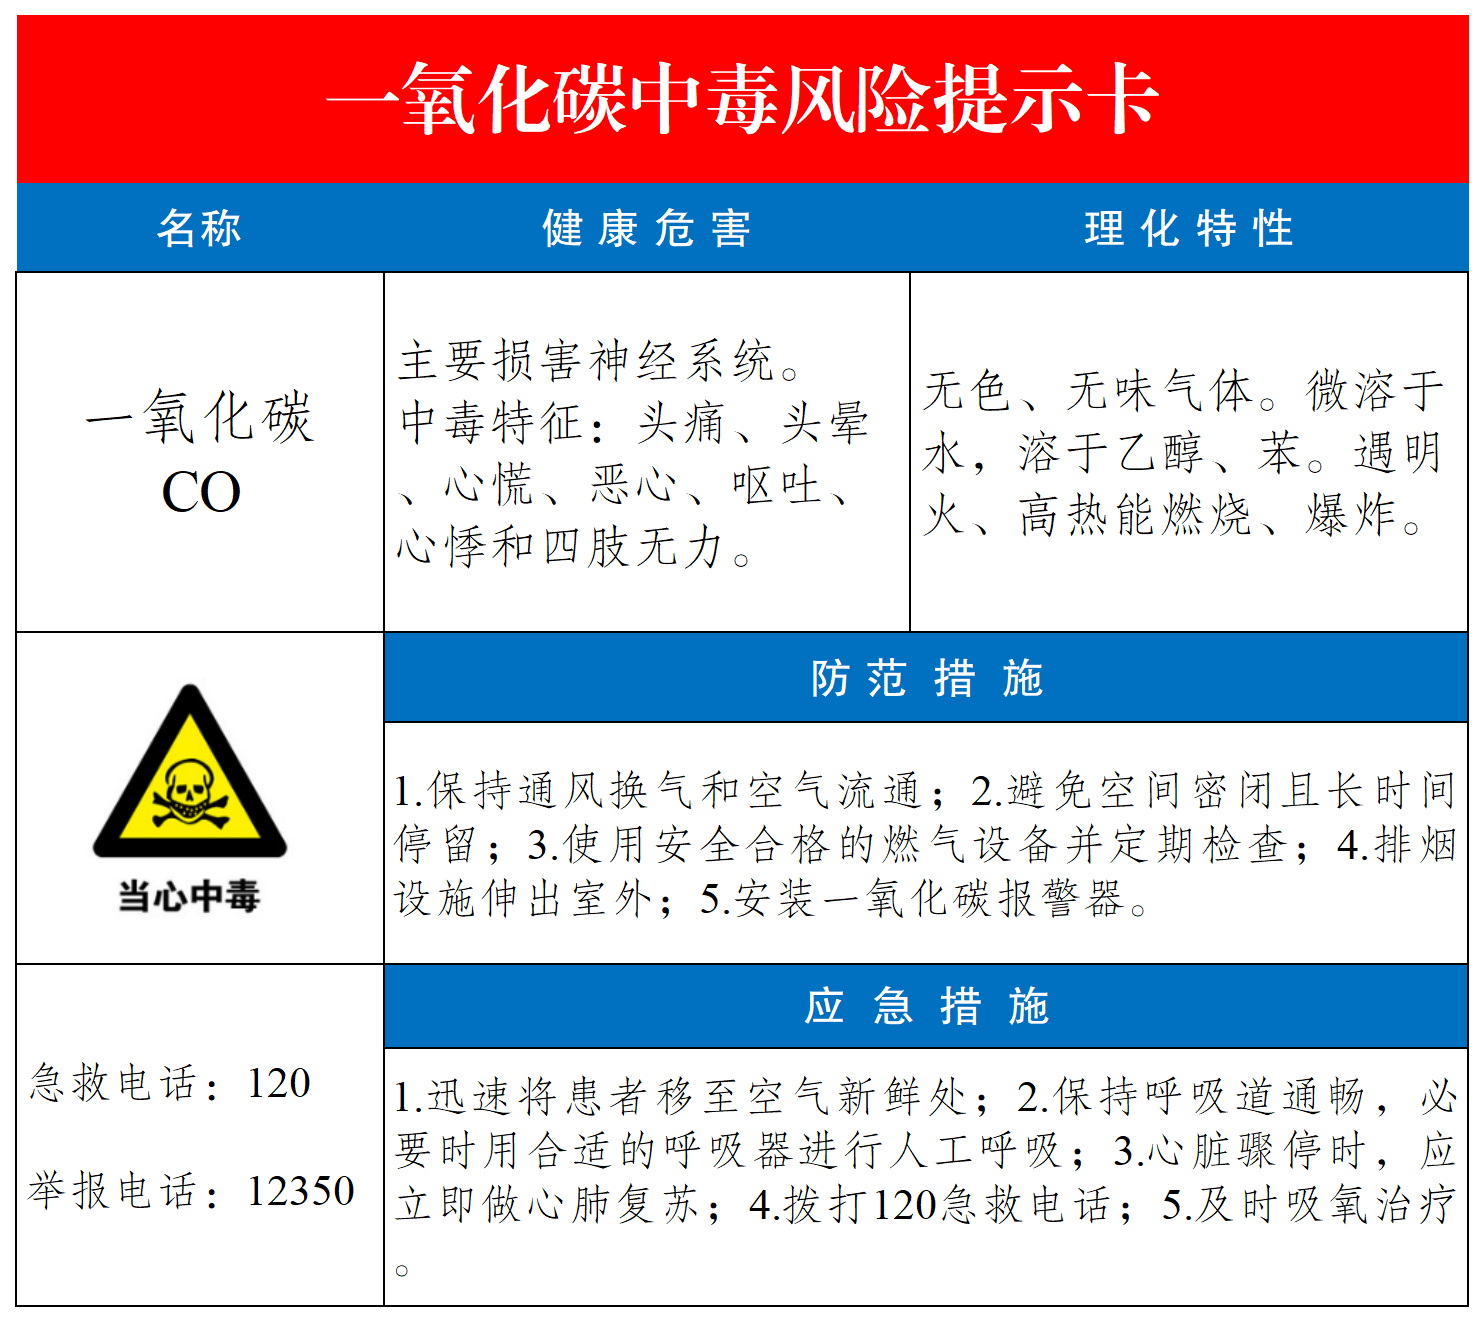 一氧化碳中毒风险提示卡
名称
健康危害
理化特性
一氧化碳
CO
主要损害神经系统。
中毒特征：头痛、头晕
、心慌、恶心、呕吐、
心悸和四肢无力。
无色、无味气体。微溶于
水，溶于乙醇、苯。遇明
火、高热能燃烧、爆炸。
当心中毒
防范措施
1.保持通风换气和空气流通；2.避免空间密闭且长时间
停留；3.使用安全合格的燃气设备并定期检查；4.排烟
设施伸出室外；5.安装一氧化碳报警器。
急救电话：120
举报电话：12350
应急措施
1.迅速将患者移至空气新鲜处；2.保持呼吸道通畅，必
要时用合适的呼吸器进行人工呼吸；3.心脏骤停时，应
立即做心肺复苏；4.拨打120急救电话；5.及时吸氧治疗
。